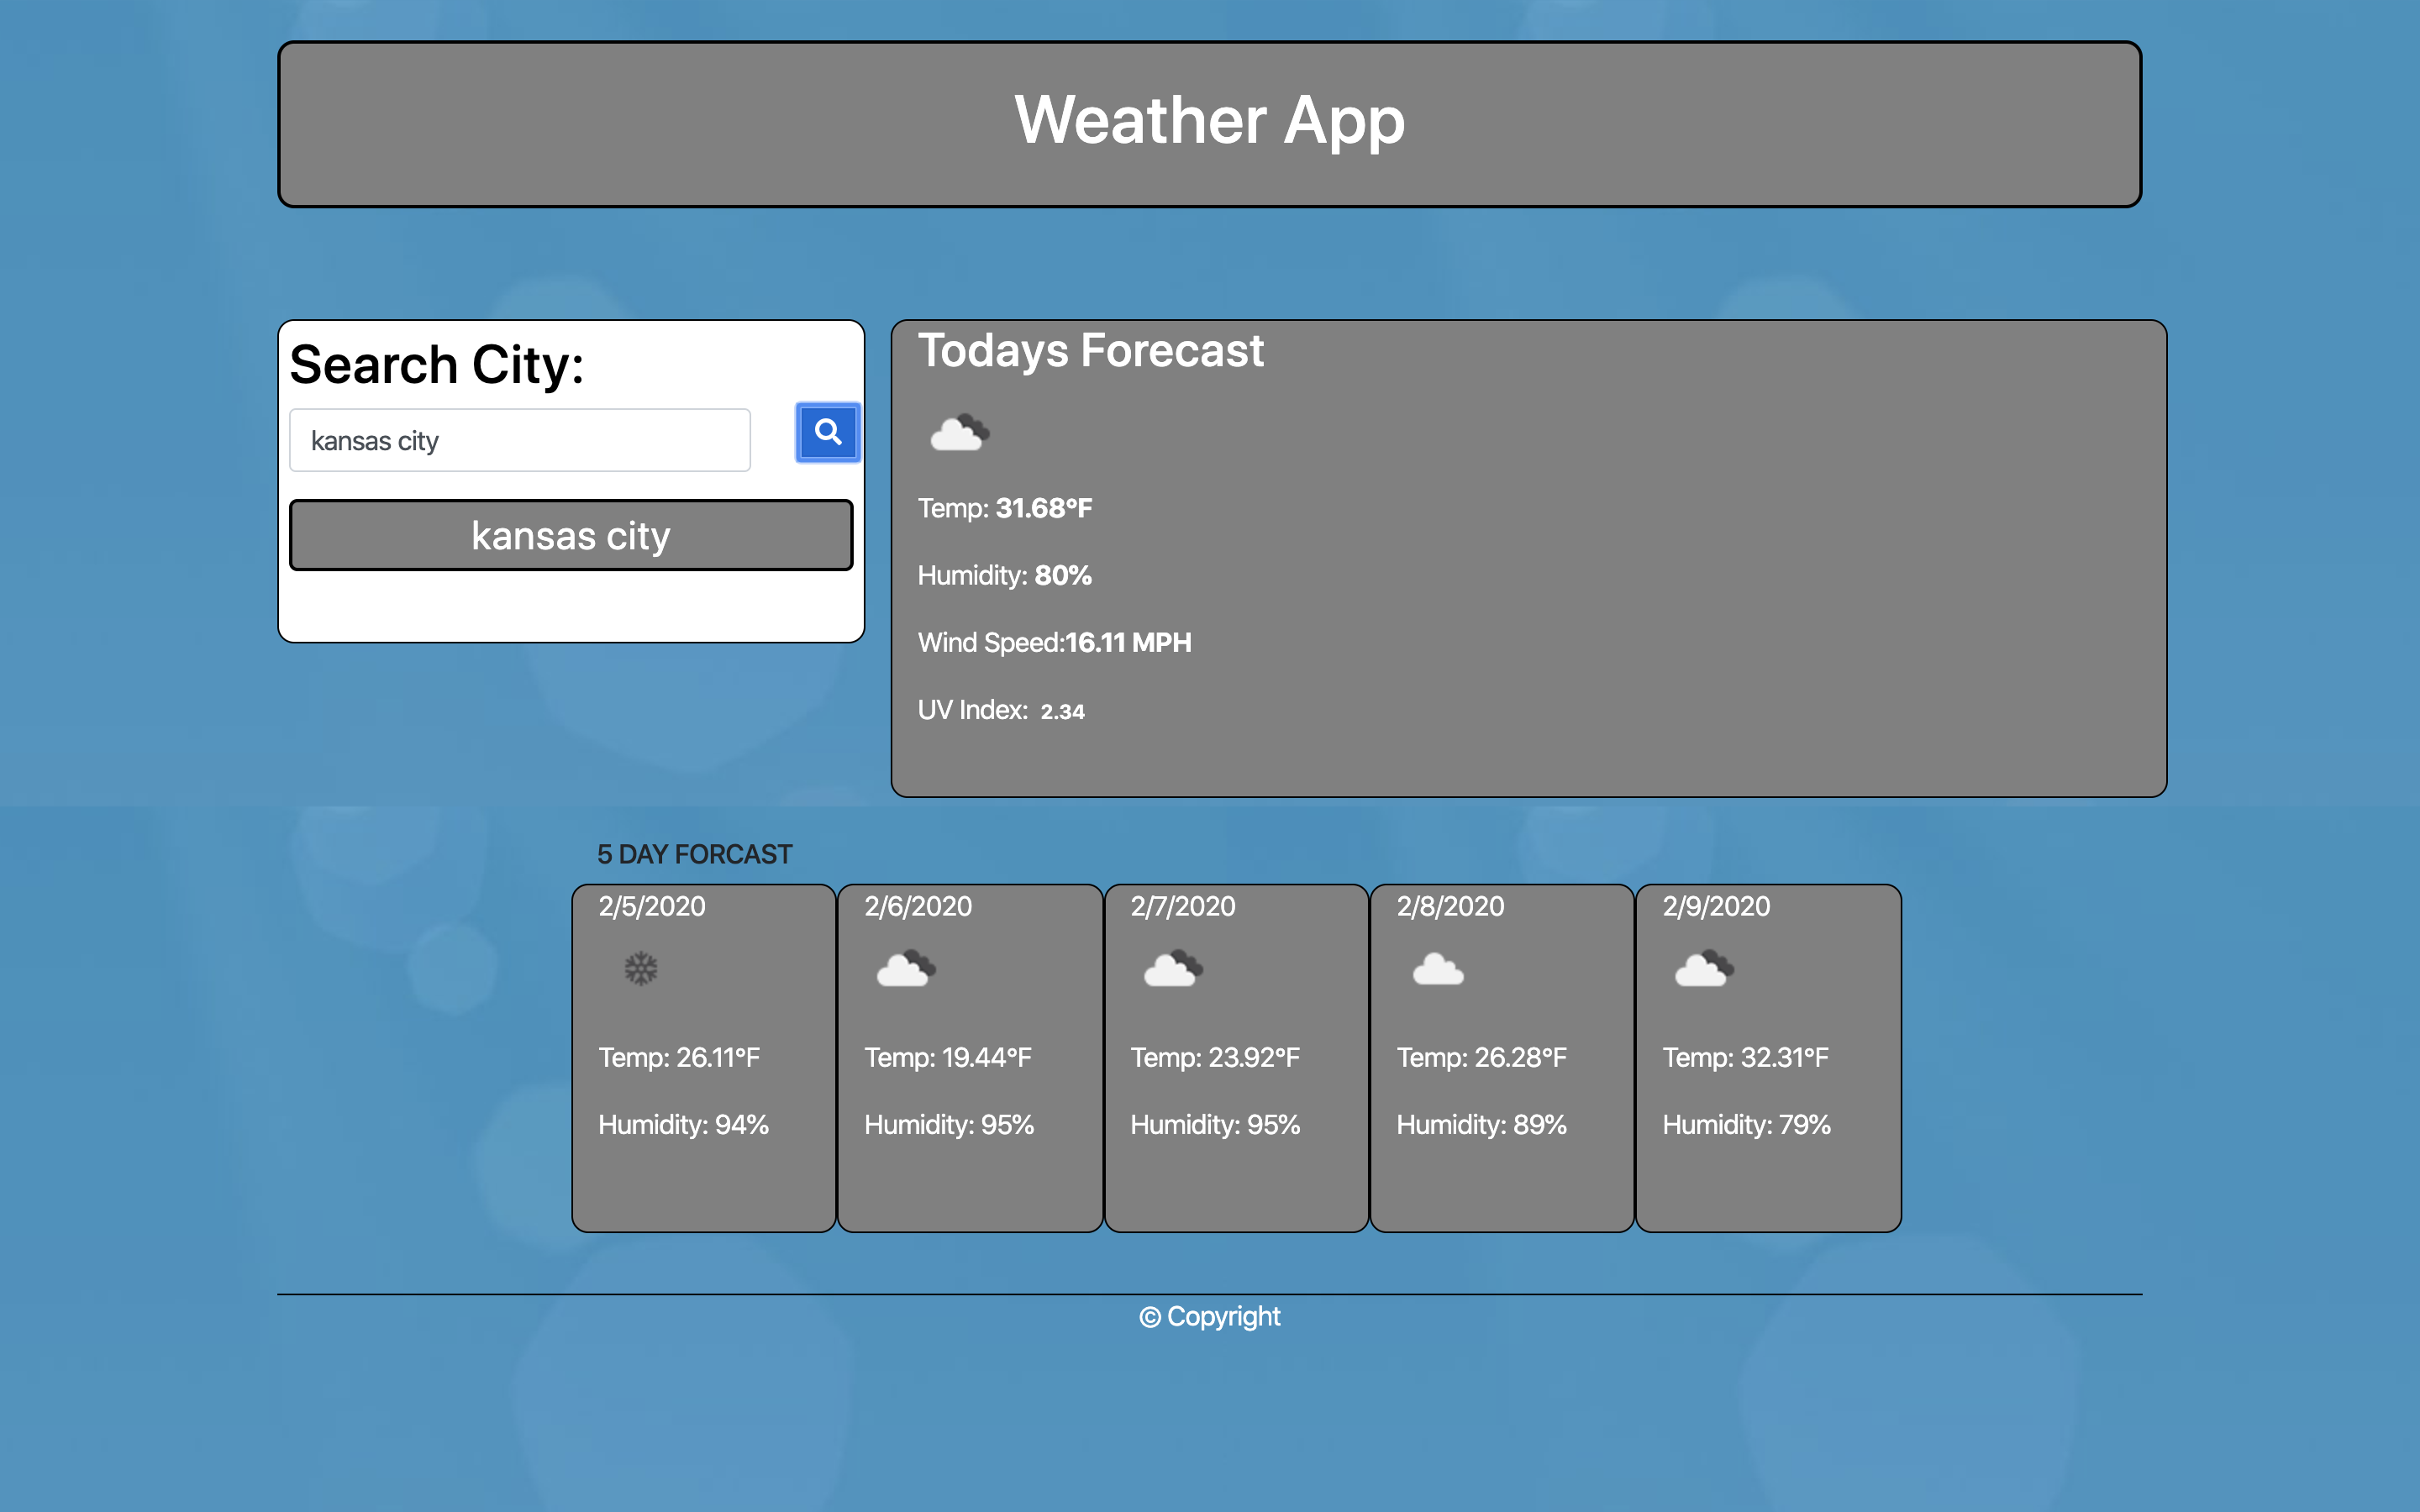 Weather App
Search City:
kansas city
kansas city
Todays Forecast
Temp: 31.68°F
Humidity: 80%
Wind Speed:16.11 MPH
UV Index: 2.34
5 DAY FORCAST
2/5/2020
Temp: 26.11°F
Humidity: 94%
2/6/2020
Temp: 19.44°F
Humidity: 95%
2/7/2020
Temp: 23.92°F
Humidity: 95%
2/8/2020
Temp: 26.28°F
Humidity: 89%
2/9/2020
Temp: 32.31°F
Humidity: 79%
© Copyright